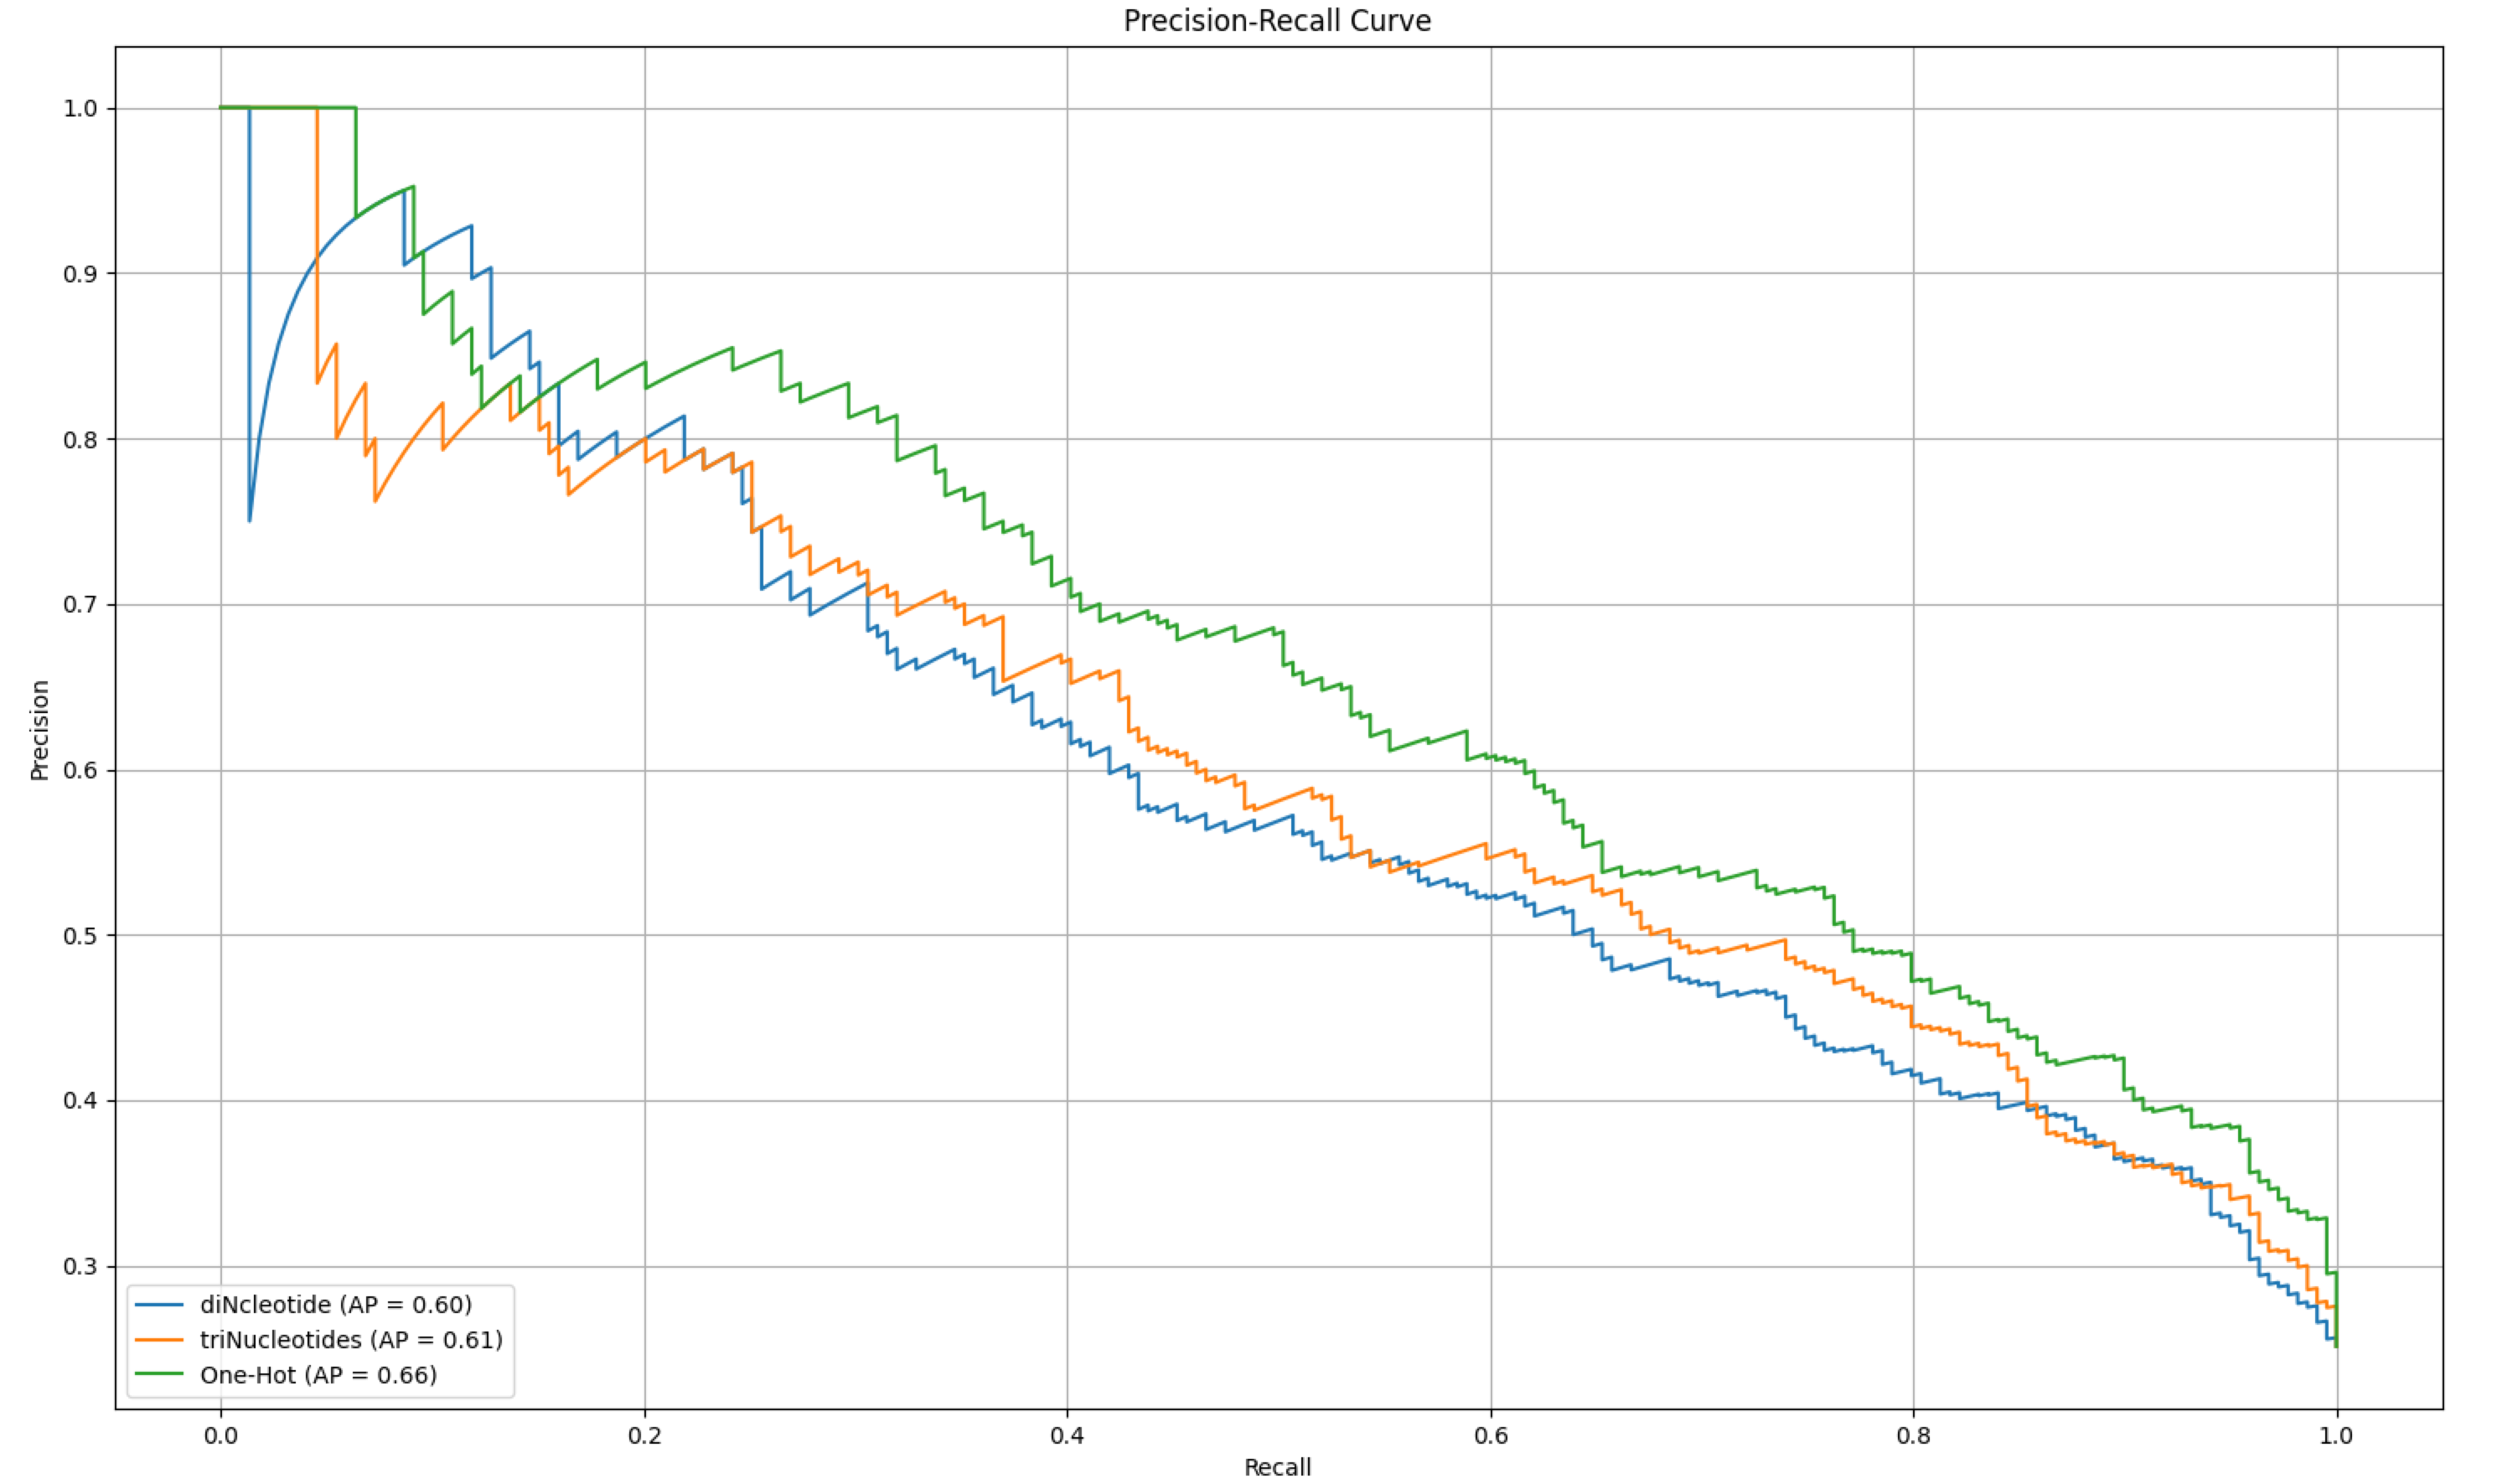 Precision-Recall Curve
1.0
0.9
0.8
0.7
0.6
0.5
0.4
0.3
Precision
diNcleotide (AP = 0.60)
triNucleotides (AP = 0.61)
One-Hot (AP = 0.66)
0.0 0.2 0.4 0.6 0.8 1.0
Recall